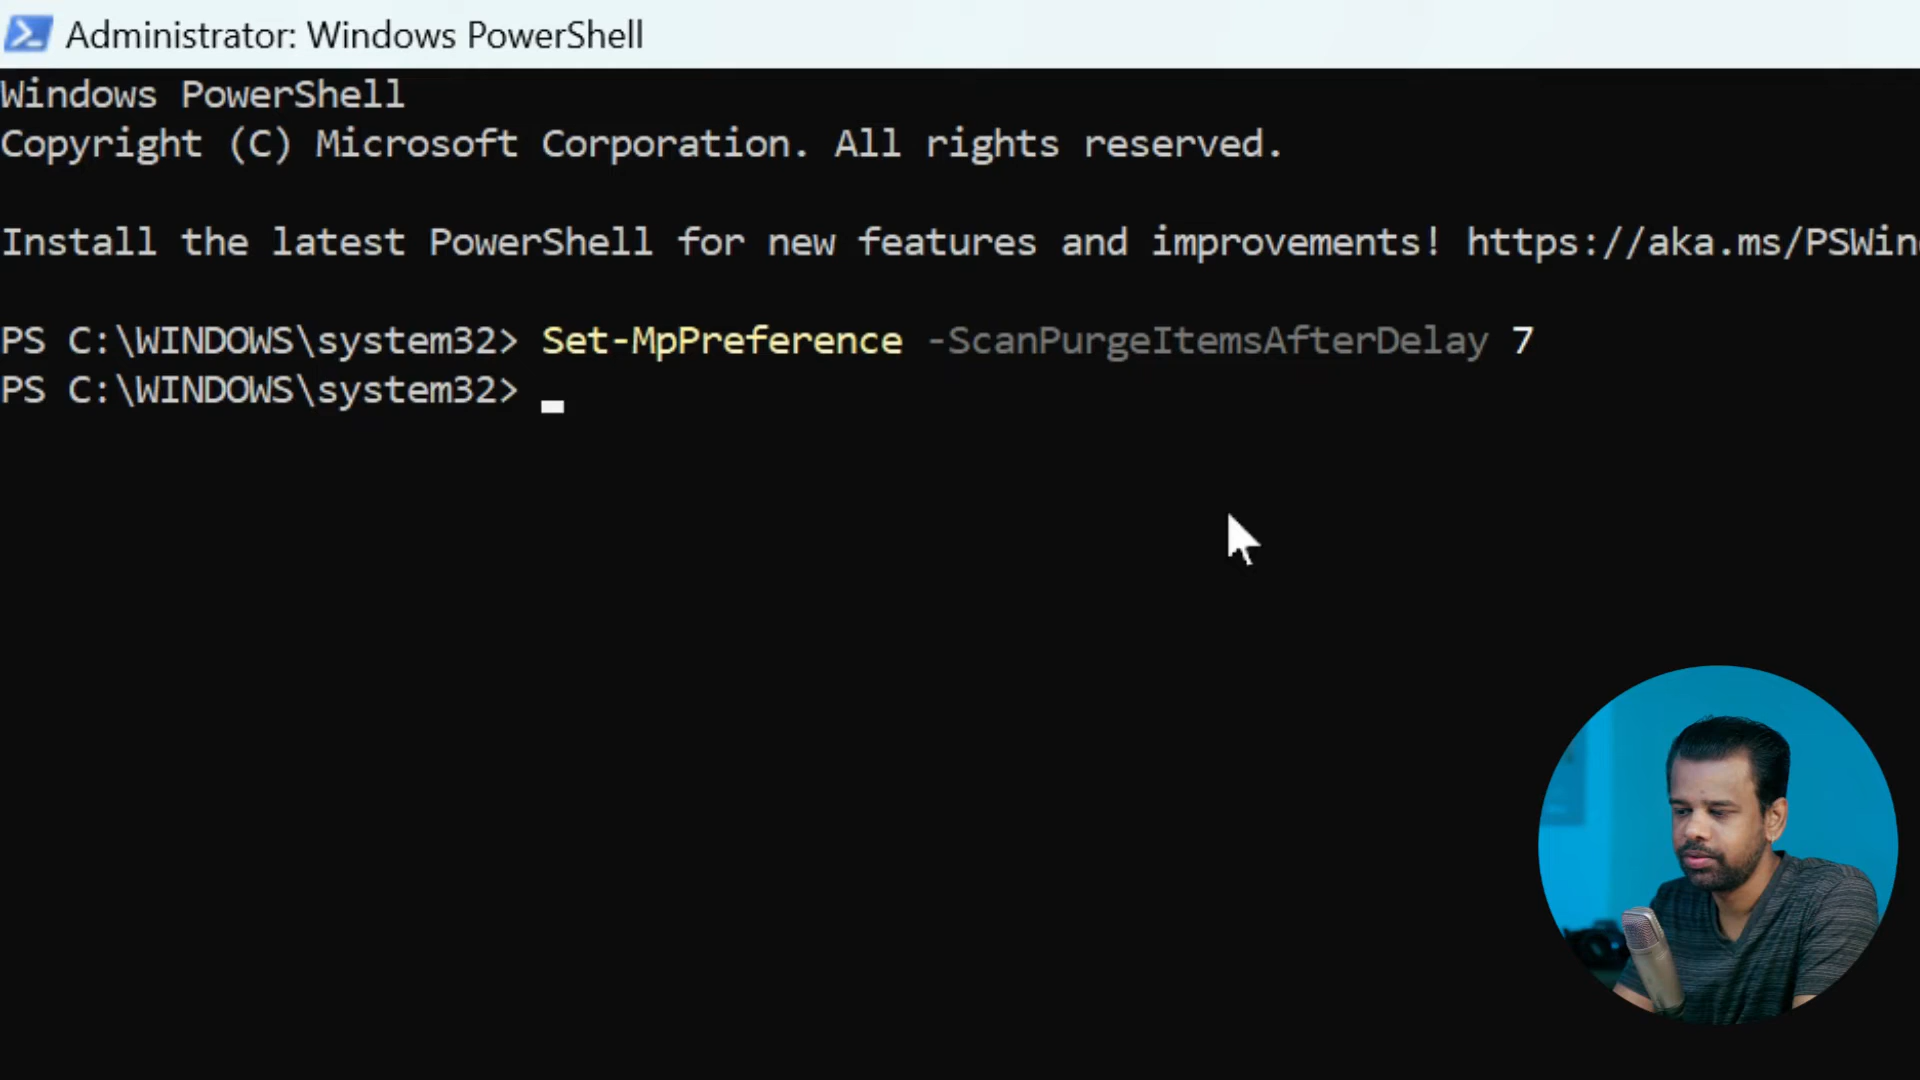 Administrator: Windows PowerShell
Windows PowerShell
Copyright (C) Microsoft Corporation. All rights reserved.
Install the latest PowerShell for new features and improvements! https://aka.ms/PSWin
PS C:\WINDOWS\system32> Set-MpPreference -ScanPurgeItemsAfterDelay 7
PS C:\WINDOWS\system32>